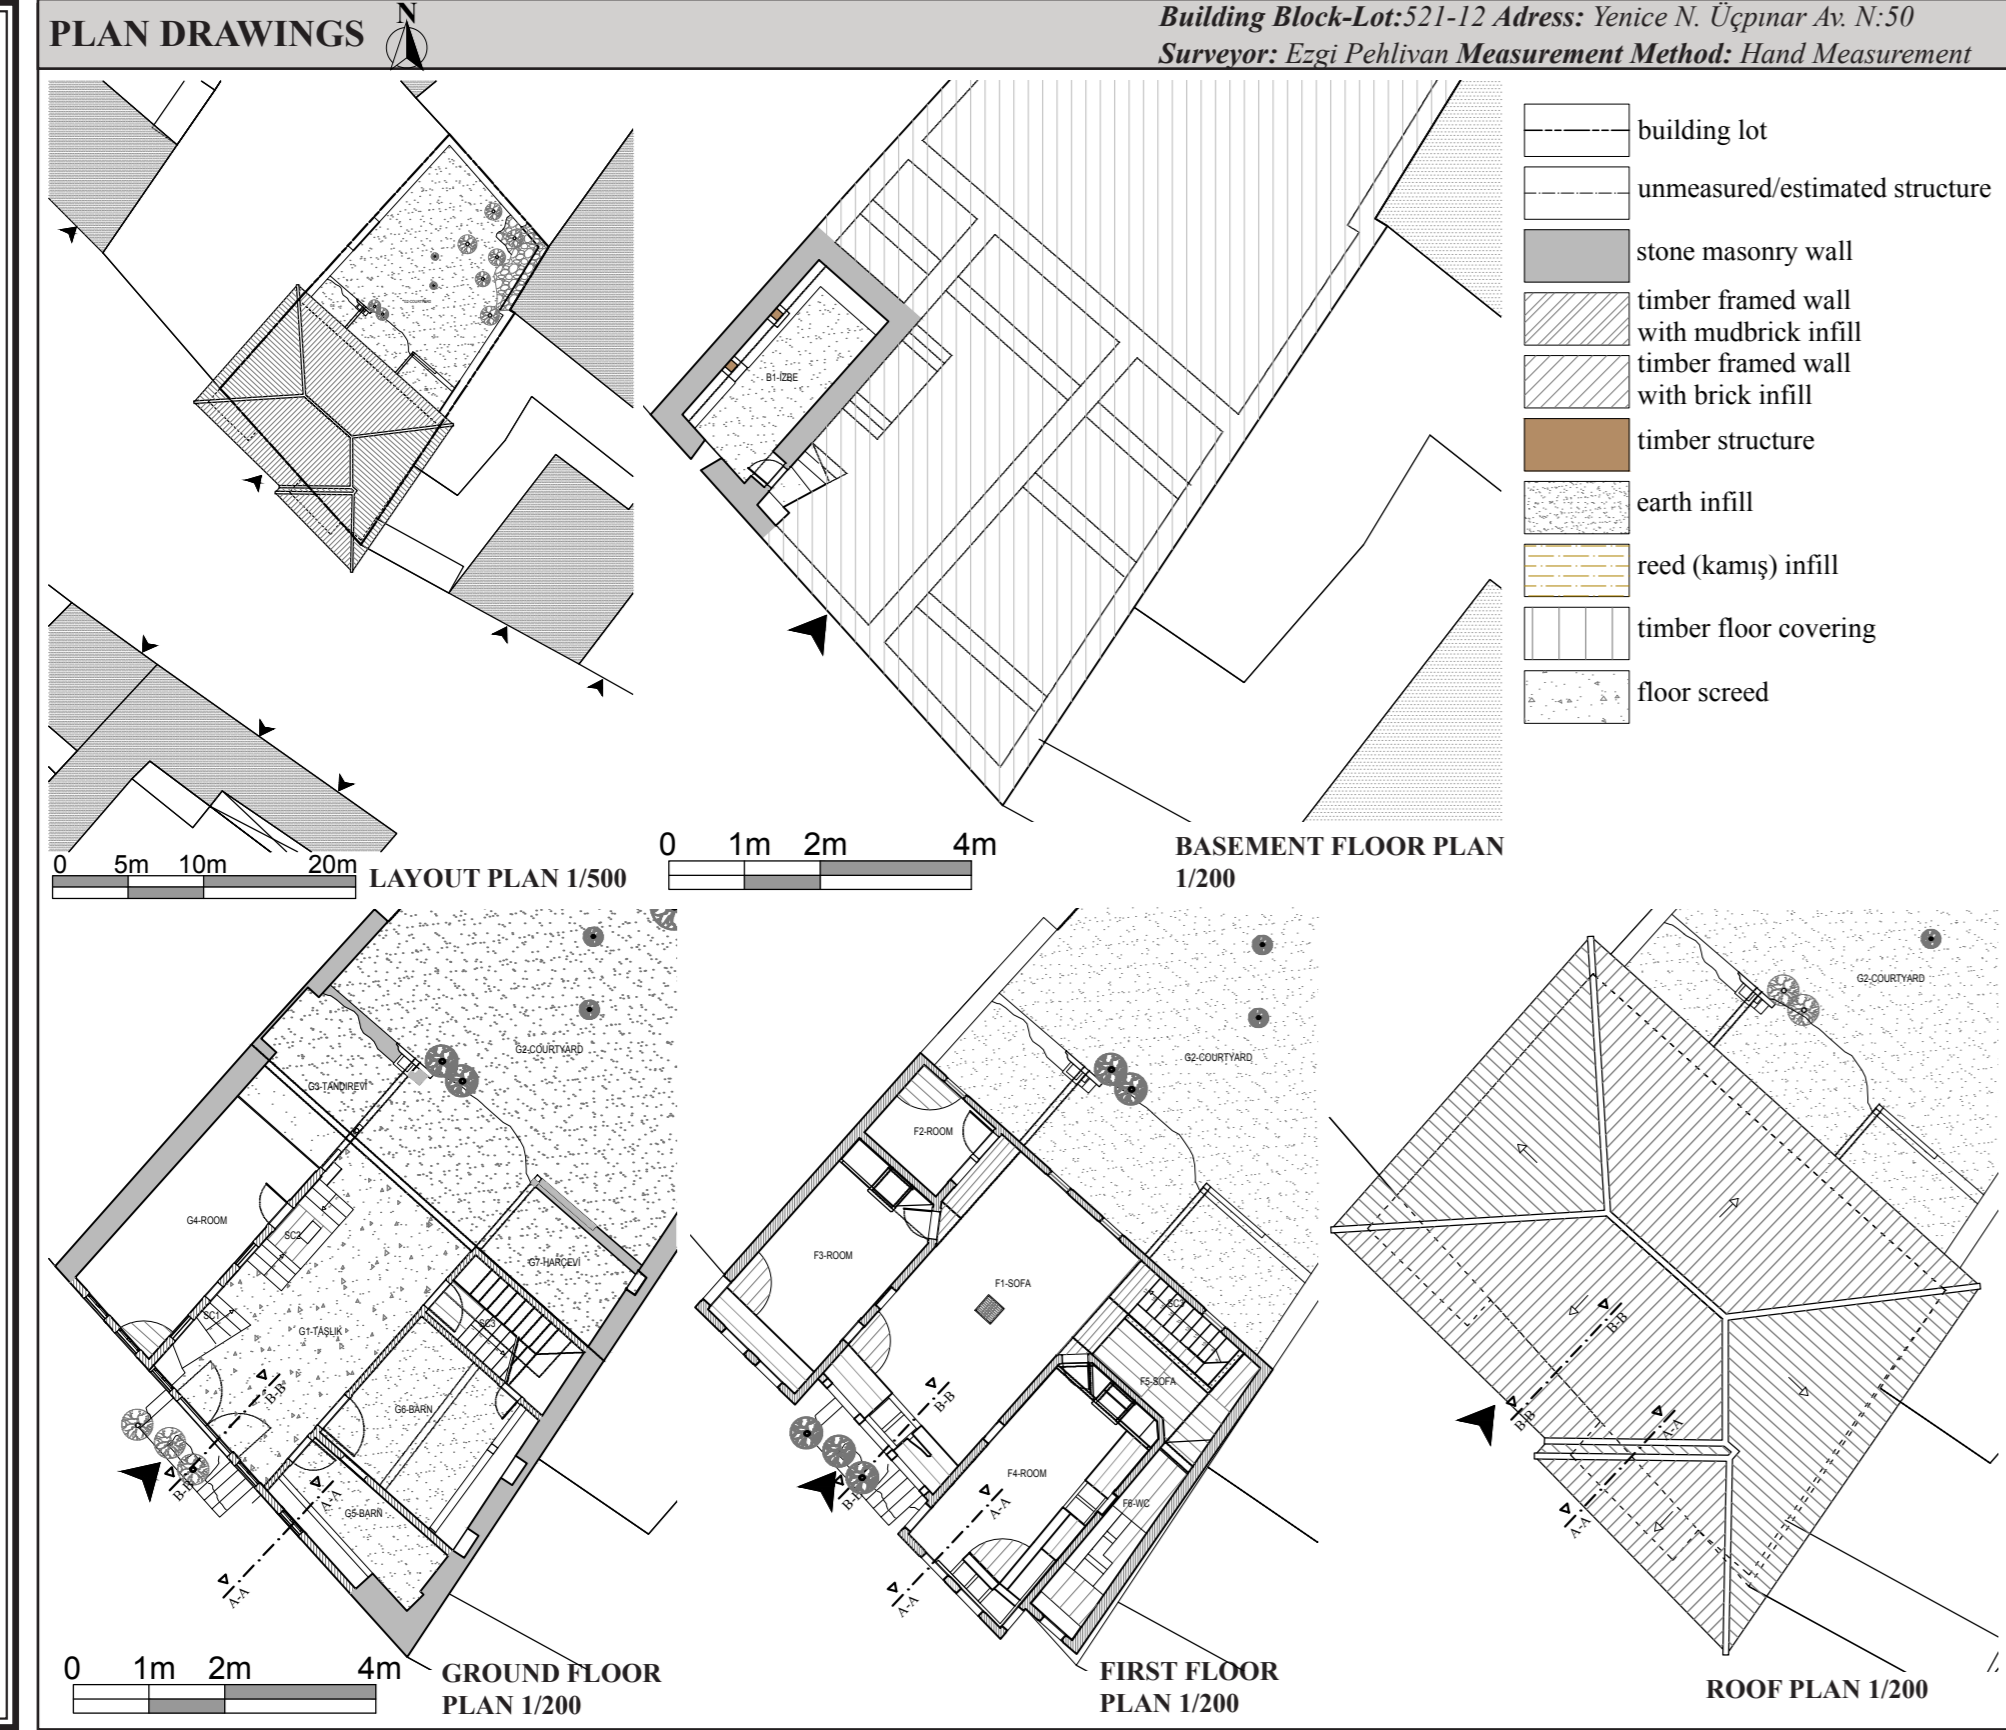 PLAN DRAWINGS
N
Building Block-Lot:521-12 Adress: Yenice N. Üçpınar Av. N:50
Surveyor: Ezgi Pehlivan Measurement Method: Hand Measurement
building lot
unmeasured/estimated structure
stone masonry wall
timber framed wall
with mudbrick infill
timber framed wall
with brick infill
timber structure
earth infill
reed (kamış) infill
timber floor covering
floor screed
B1-İZBE
0 5m 10m 20m
LAYOUT PLAN 1/500
0 1m 2m 4m
BASEMENT FLOOR PLAN
1/200
G2-COURTYARD
G3-TANDIREVİ
G4-ROOM
SC2
G7-HARÇEVİ
SC1
G1-TAŞLIK
SC3
G6-BARN
G5-BARN
B-B
B-B
A-A
A-A
0 1m 2m 4m
GROUND FLOOR
PLAN 1/200
G2-COURTYARD
F2-ROOM
F3-ROOM
F1-SOFA
SC3
F5-SOFA
F4-ROOM
F6-WC
B-B
A-A
A-A
FIRST FLOOR
PLAN 1/200
G2-COURTYARD
B-B
B-B
A-A
A-A
ROOF PLAN 1/200